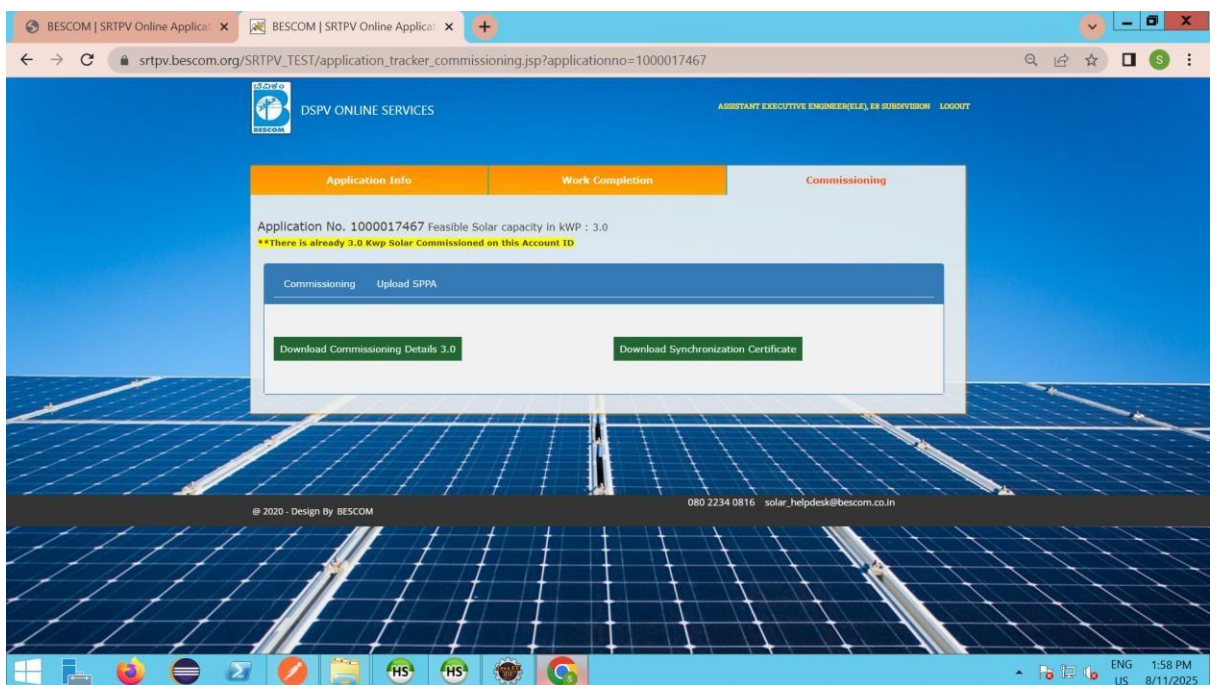 BESCOM | SRTPV Online Applicat
BESCOM | SRTPV Online Applicat
srtpv.bescom.org/SRTPV_TEST/application_tracker_commissioning.jsp?applicationno=1000017467
S
ಬೆವಿಕಂ
BESCOM
DSPV ONLINE SERVICES
ASSISTANT EXECUTIVE ENGINEER(ELE), E8 SUBDIVISION LOGOUT
Application Info Work Completion Commissioning
Application No. 1000017467 Feasible Solar capacity in kWP : 3.0
**There is already 3.0 Kwp Solar Commissioned on this Account ID
Commissioning Upload SPPA
Download Commissioning Details 3.0 Download Synchronization Certificate
080 2234 0816 solar_helpdesk@bescom.co.in
@ 2020 - Design By BESCOM
HS HS
ENG 1:58 PM
US 8/11/2025